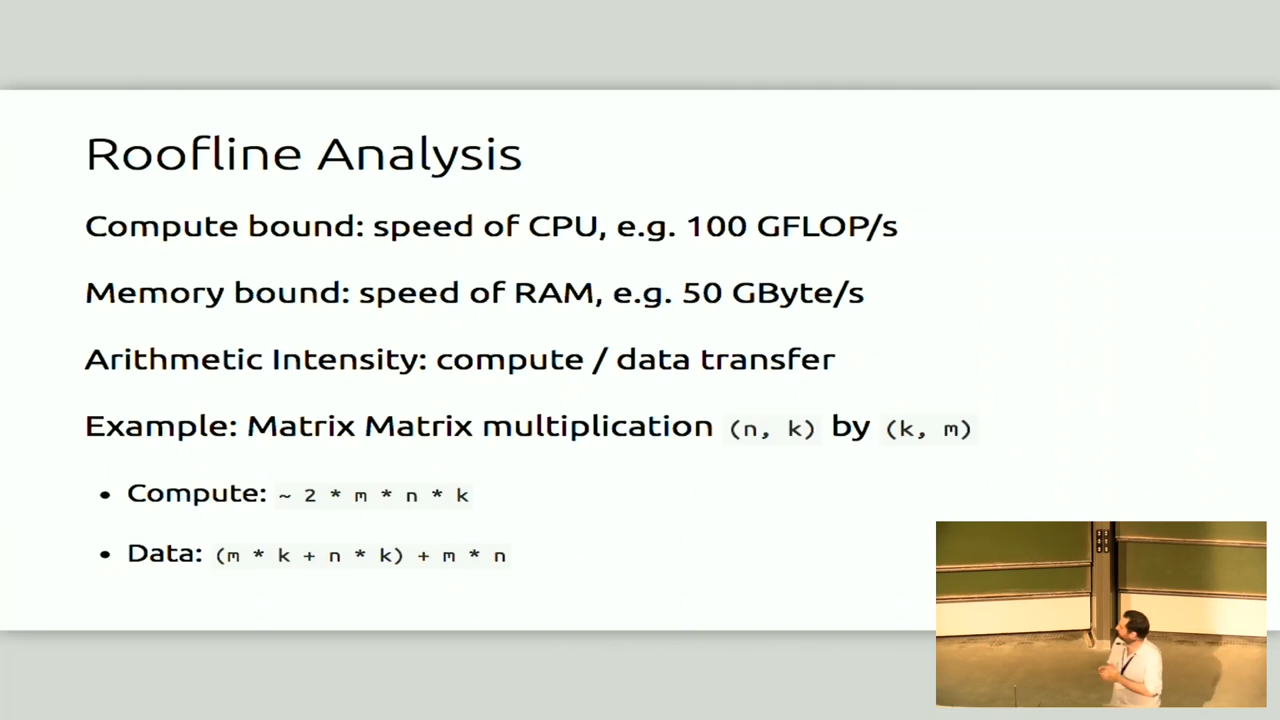 Roofline Analysis
Compute bound: speed of CPU, e.g. 100 GFLOP/s
Memory bound: speed of RAM, e.g. 50 GByte/s
Arithmetic Intensity: compute / data transfer
Example: Matrix Matrix multiplication (n, k) by (k, m)
• Compute: ~ 2 * m * n * k
• Data: (m * k + n * k) + m * n